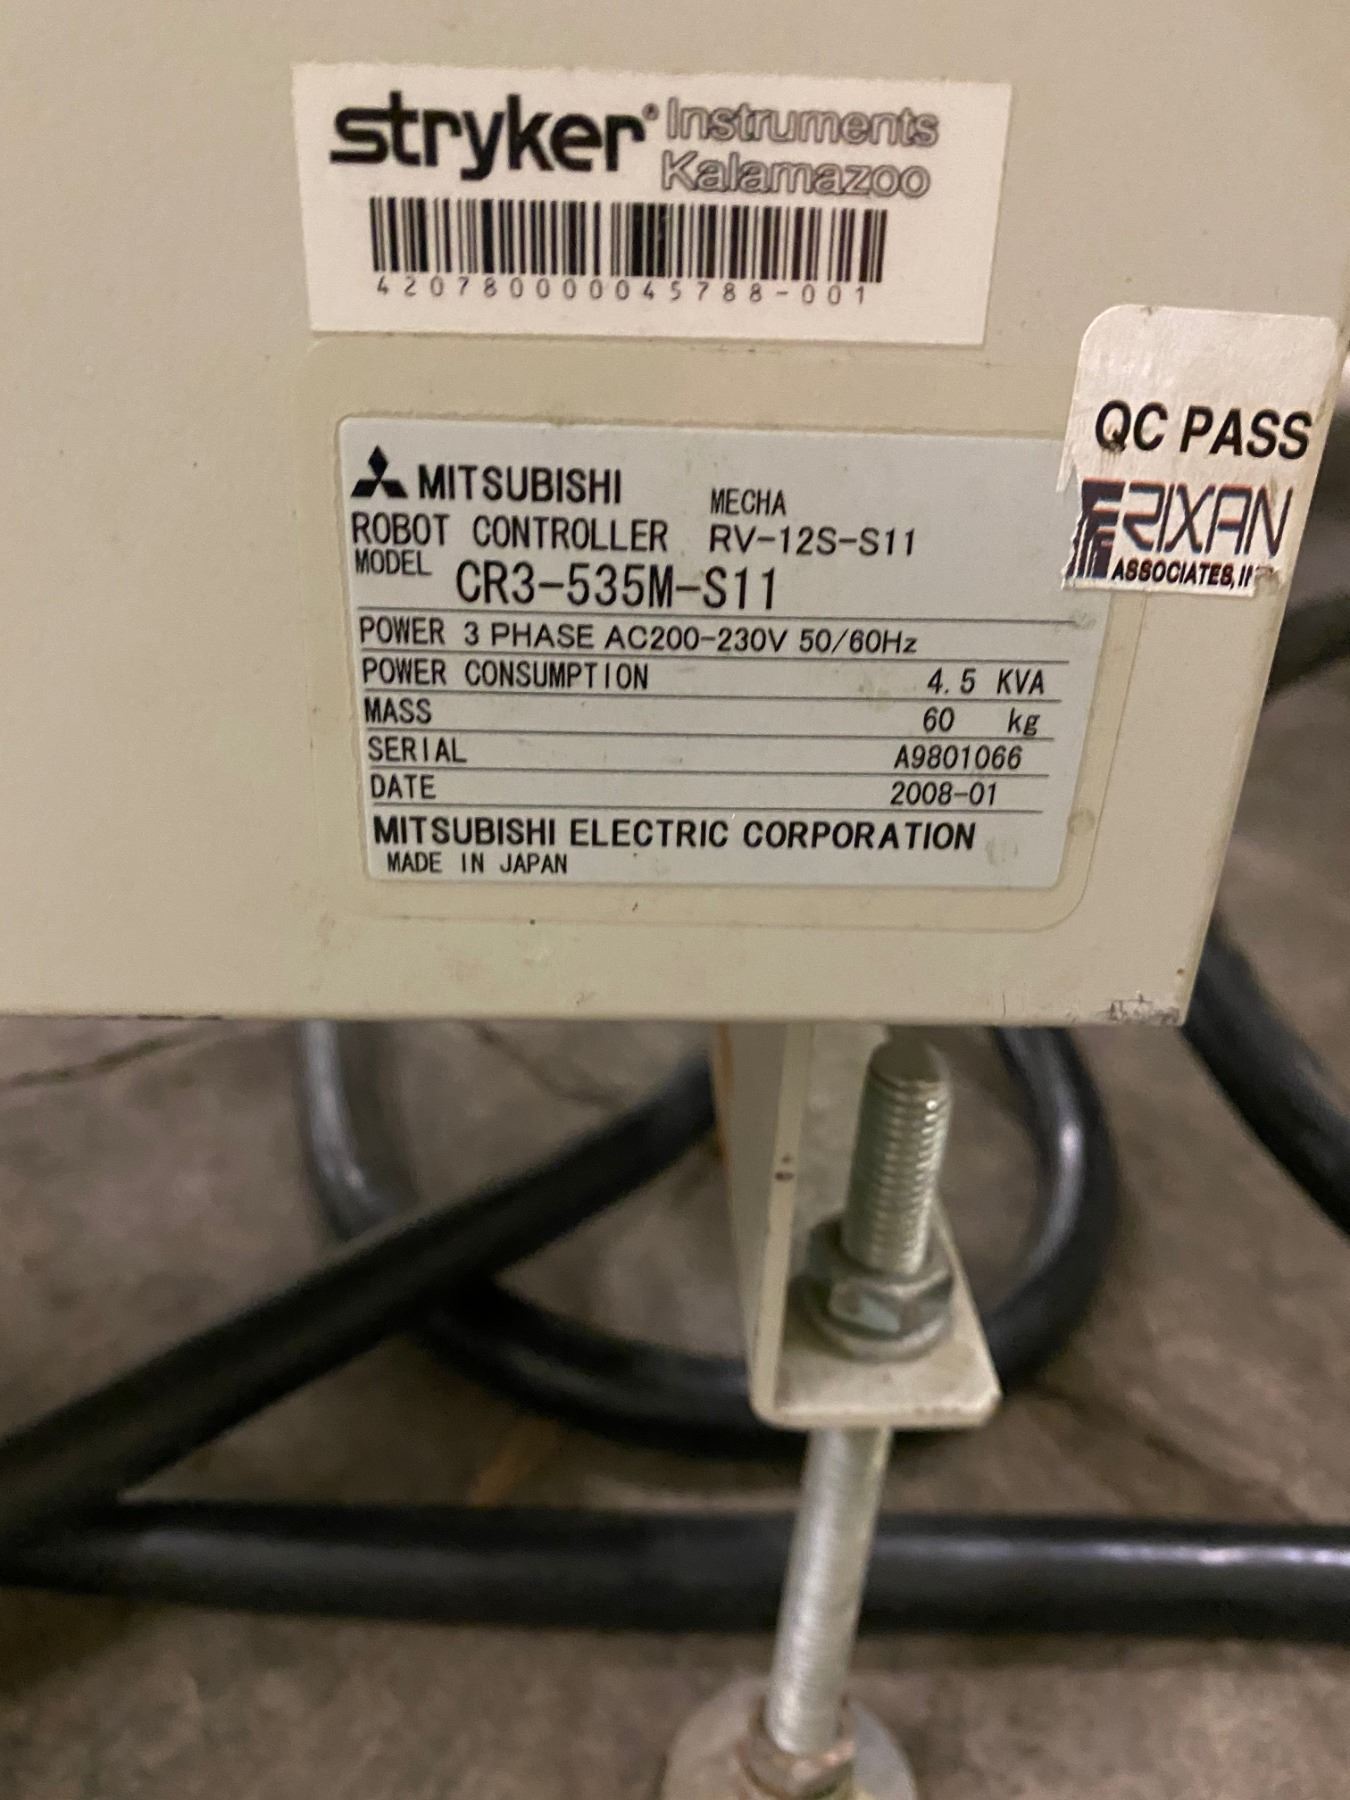 stryker® Instruments
Kalamazoo
420780000045788-001
QC PASS
RIXAN
ASSOCIATES,
MITSUBISHI
MECHA
ROBOT CONTROLLER RV-12S-S11
MODEL CR3-535M-S11
POWER 3 PHASE AC200-230V 50/60Hz
POWER CONSUMPTION 4.5 KVA
MASS 60 kg
SERIAL A9801066
DATE 2008-01
MITSUBISHI ELECTRIC CORPORATION
MADE IN JAPAN